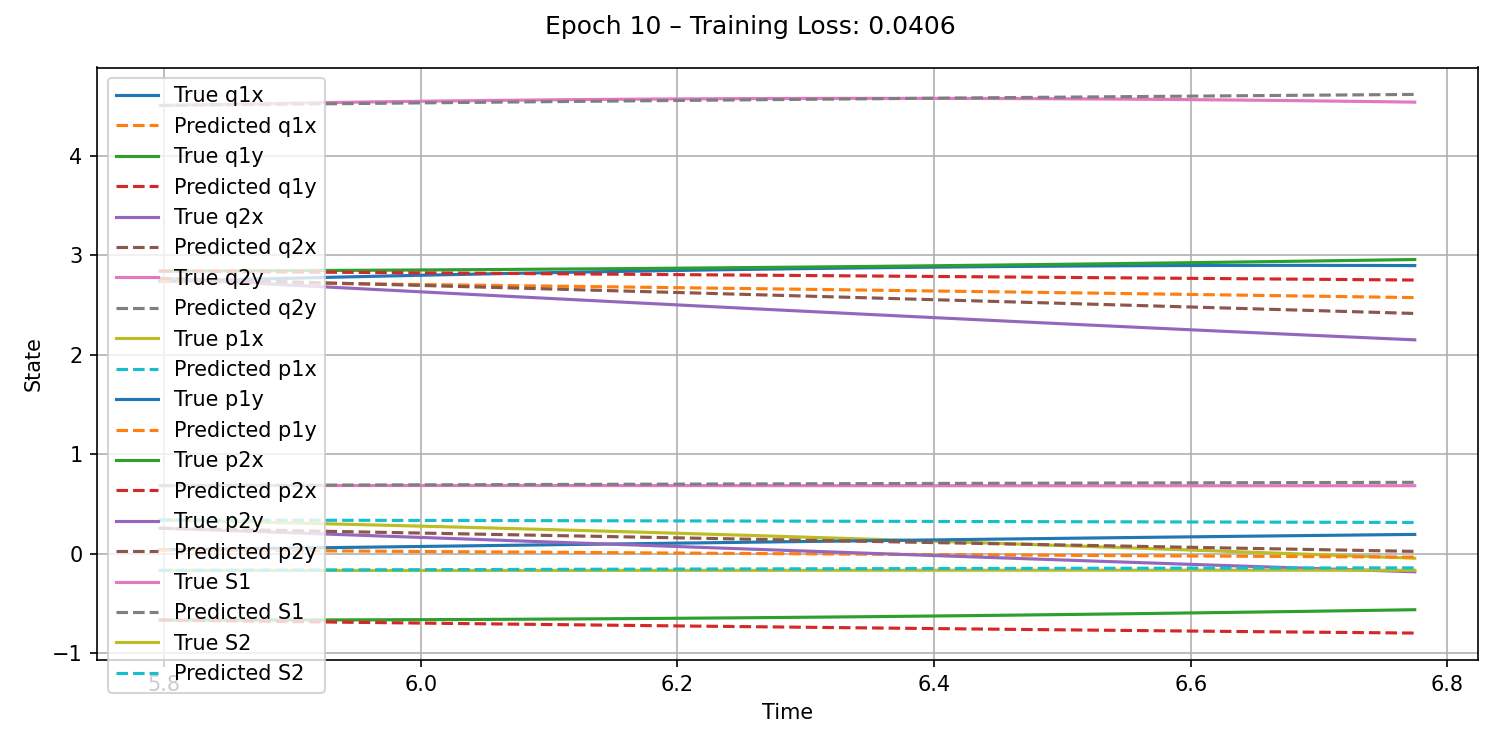 Epoch 10 – Training Loss: 0.0406
True q1x
Predicted q1x
True q1y
Predicted q1y
True q2x
Predicted q2x
True q2y
Predicted q2y
True p1x
Predicted p1x
True p1y
Predicted p1y
True p2x
Predicted p2x
True p2y
Predicted p2y
True S1
Predicted S1
True S2
Predicted S2
4
3
2
1
0
−1
State
5.8
6.0
6.2
6.4
6.6
6.8
Time